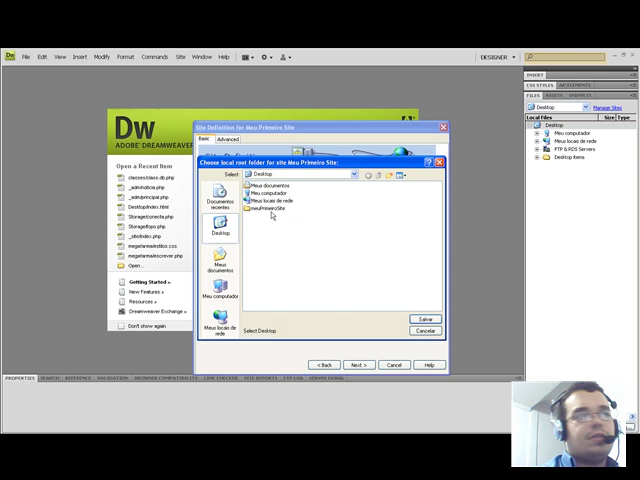 Dw
File Edit View Insert Modify Format Commands Site Window Help
DESIGNER
INSERT
CSS STYLES AP ELEMENTS
FILES ASSETS SNIPPETS
Desktop Manage Sites
Local Files Size Type
Desktop
Meu computador
Meus locais de rede
FTP & RDS Servers
Desktop items
Dw
ADOBE DREAMWEAVER
Open a Recent Item
classes/class.db.php
_adm/noticia.php
_adm/principal.php
Desktop/index.html
Storage/conecta.php
Storage/topo.php
_site/index.php
megafarma/estilos.css
megafarma/escrever.php
Open...
Getting Started »
New Features »
Resources »
Dreamweaver Exchange »
Don't show again
Site Definition for Meu Primeiro Site
Basic Advanced
Choose local root folder for site Meu Primeiro Site:
Select Desktop
Documentos recentes
Desktop
Meus documentos
Meu computador
Meus locais de rede
Meus documentos
Meu computador
Meus locais de rede
meuPrimeiroSite
Salvar
Select Desktop
Cancelar
< Back Next > Cancel Help
PROPERTIES SEARCH REFERENCE VALIDATION BROWSER COMPATIBILITY LINK CHECKER SITE REPORTS FTP LOG SERVER DEBUG